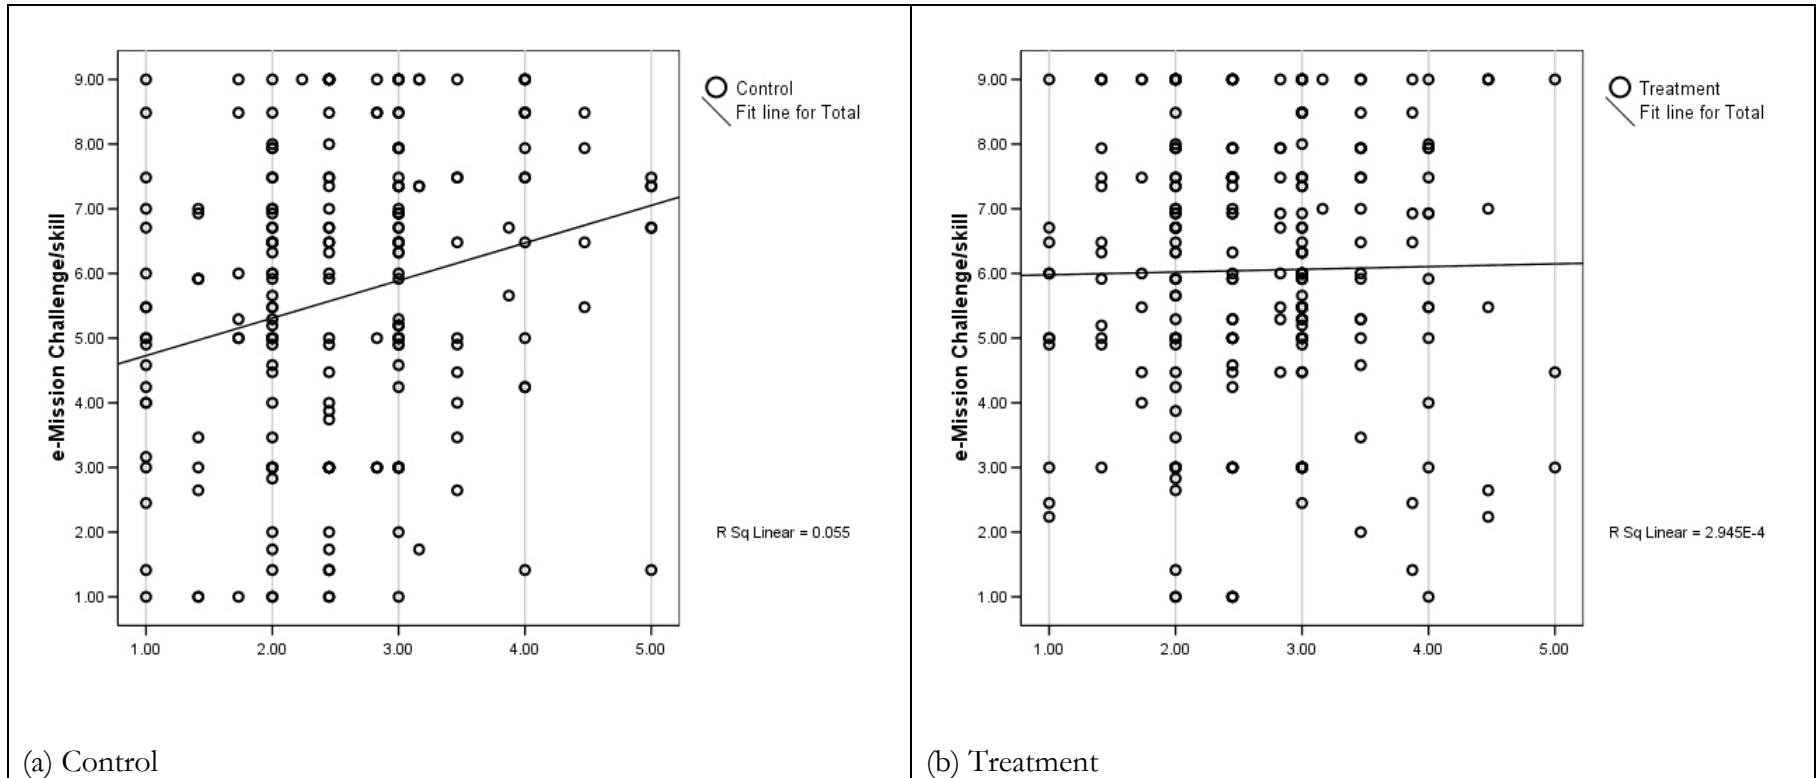 9.00
8.00
7.00
6.00
5.00
4.00
3.00
2.00
1.00
e-Mission Challenge/skill
1.00 2.00 3.00 4.00 5.00
Control
Fit line for Total
R Sq Linear = 0.055
(a) Control
9.00
8.00
7.00
6.00
5.00
4.00
3.00
2.00
1.00
e-Mission Challenge/skill
1.00 2.00 3.00 4.00 5.00
Treatment
Fit line for Total
R Sq Linear = 2.945E-4
(b) Treatment